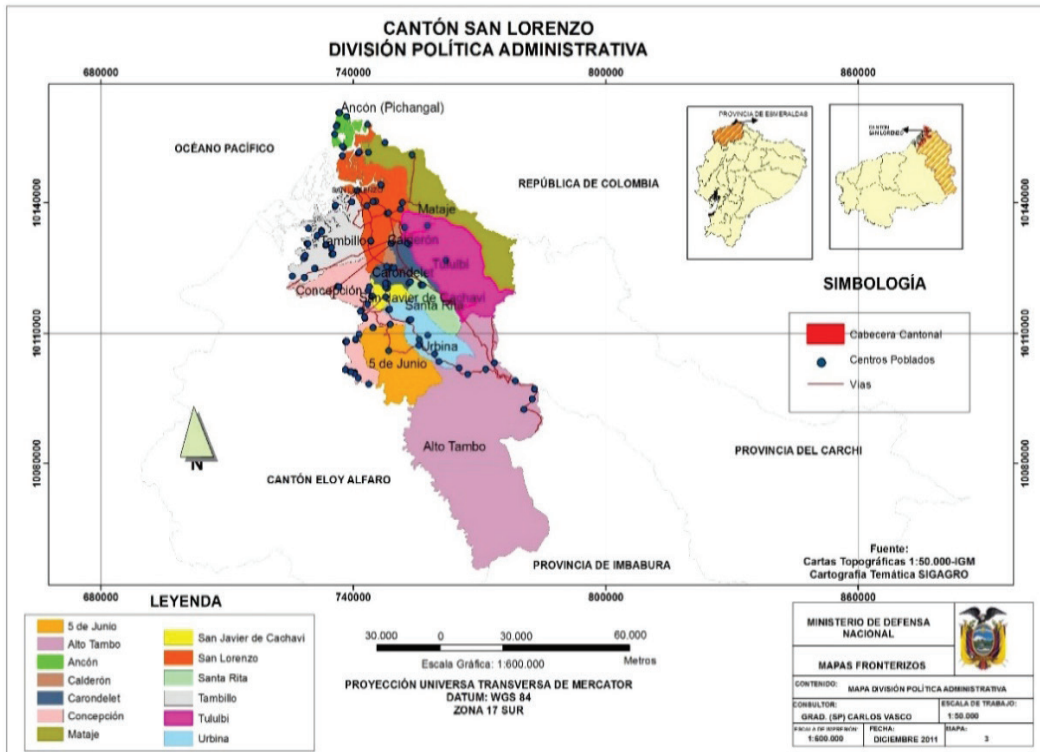 CANTÓN SAN LORENZO
DIVISIÓN POLÍTICA ADMINISTRATIVA
680000 740000 800000 860000
10140000 10140000
10110000 10110000
10080000 10080000
Ancón (Pichangal)
OCÉANO PACÍFICO
REPÚBLICA DE COLOMBIA
Mataje
Tambillo
Calderón
Tululbi
Carondelet
Concepción
San Javier de Cachavi
Santa Rita
Urbina
5 de Junio
Alto Tambo
CANTÓN ELOY ALFARO
PROVINCIA DEL CARCHI
PROVINCIA DE IMBABURA
N
PROVINCIA DE ESMERALDAS
SIMBOLOGÍA
Cabecera Cantonal
Centros Poblados
Vias
Fuente:
Cartas Topográficas 1:50.000-IGM
Cartografía Temática SIGAGRO
680000 740000 800000 860000
LEYENDA
5 de Junio
Alto Tambo
Ancón
Calderón
Carondelet
Concepción
Mataje
San Javier de Cachavi
San Lorenzo
Santa Rita
Tambillo
Tululbi
Urbina
30.000 0 30.000 60.000
Metros
Escala Gráfica: 1:600.000
PROYECCIÓN UNIVERSA TRANSVERSA DE MERCATOR
DATUM: WGS 84
ZONA 17 SUR
MINISTERIO DE DEFENSA
NACIONAL
MAPAS FRONTERIZOS
CONTENIDO: MAPA DIVISIÓN POLÍTICA ADMINISTRATIVA
CONSULTOR:
GRAD. (SP) CARLOS VASCO
ESCALA DE TRABAJO:
1:50.000
ESCALA DE IMPRESIÓN:
1:600.000
FECHA:
DICIEMBRE 2011
MAPA:
3